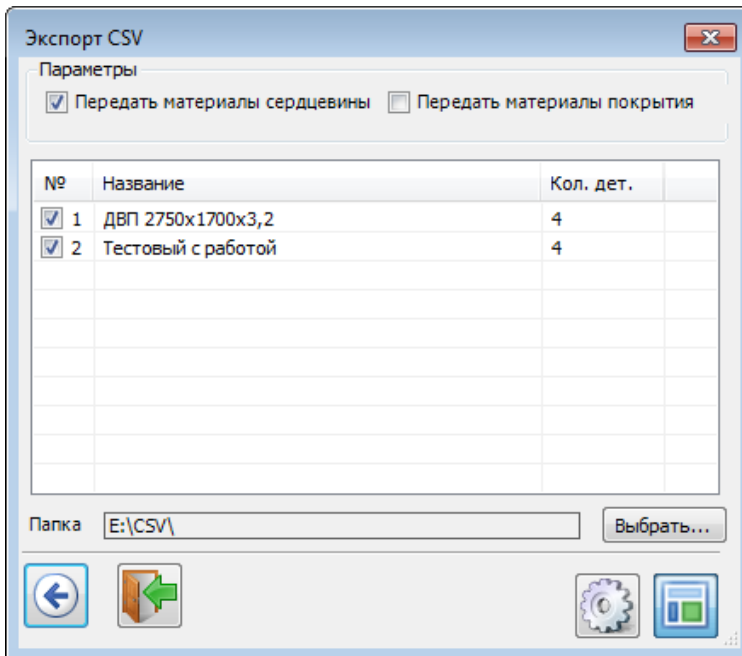 Экспорт CSV
Параметры
Передать материалы сердцевины Передать материалы покрытия
№ Название Кол. дет.
1 ДВП 2750х1700х3,2 4
2 Тестовый с работой 4
Папка E:\CSV\ Выбрать...